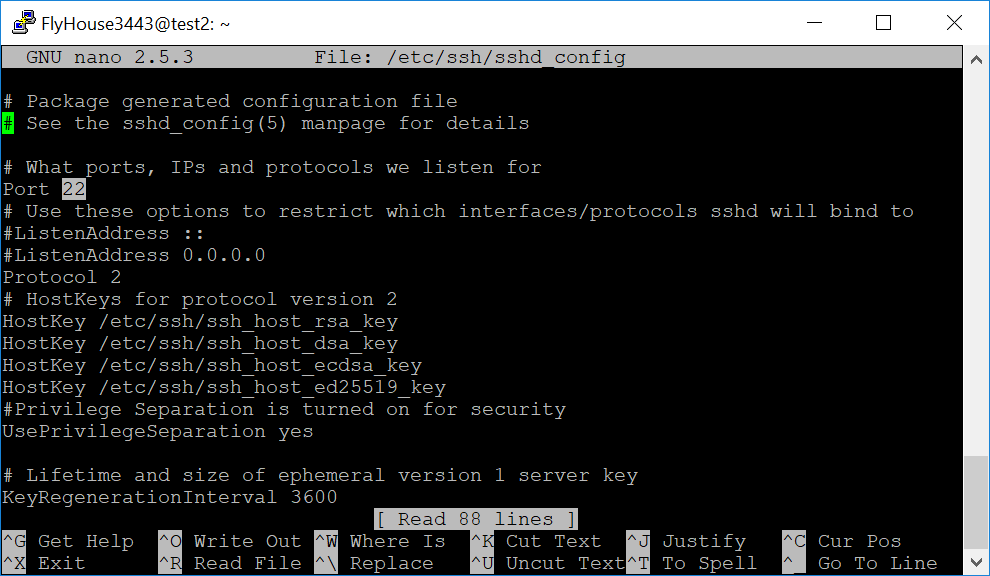 FlyHouse3443@test2: ~
GNU nano 2.5.3 File: /etc/ssh/sshd_config
# Package generated configuration file
# See the sshd_config(5) manpage for details
# What ports, IPs and protocols we listen for
Port 22
# Use these options to restrict which interfaces/protocols sshd will bind to
#ListenAddress ::
#ListenAddress 0.0.0.0
Protocol 2
# HostKeys for protocol version 2
HostKey /etc/ssh/ssh_host_rsa_key
HostKey /etc/ssh/ssh_host_dsa_key
HostKey /etc/ssh/ssh_host_ecdsa_key
HostKey /etc/ssh/ssh_host_ed25519_key
#Privilege Separation is turned on for security
UsePrivilegeSeparation yes
# Lifetime and size of ephemeral version 1 server key
KeyRegenerationInterval 3600
[ Read 88 lines ]
^G Get Help ^O Write Out ^W Where Is ^K Cut Text ^J Justify ^C Cur Pos
^X Exit ^R Read File ^\ Replace ^U Uncut Text^T To Spell ^ Go To Line